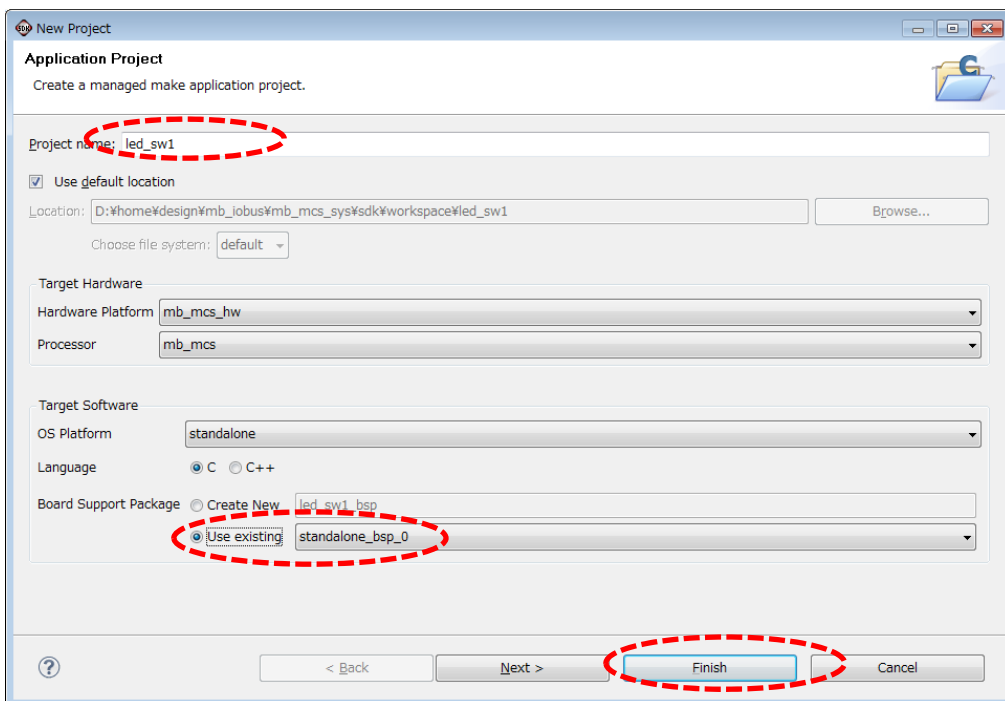 SDK New Project
Application Project
Create a managed make application project.
C
Project name: led_sw1
Use default location
Location: D:¥home¥design¥mb_iobus¥mb_mcs_sys¥sdk¥workspace¥led_sw1 Browse...
Choose file system: default
Target Hardware
Hardware Platform mb_mcs_hw
Processor mb_mcs
Target Software
OS Platform standalone
Language C C++
Board Support Package Create New led_sw1_bsp
Use existing standalone_bsp_0
? < Back Next > Finish Cancel